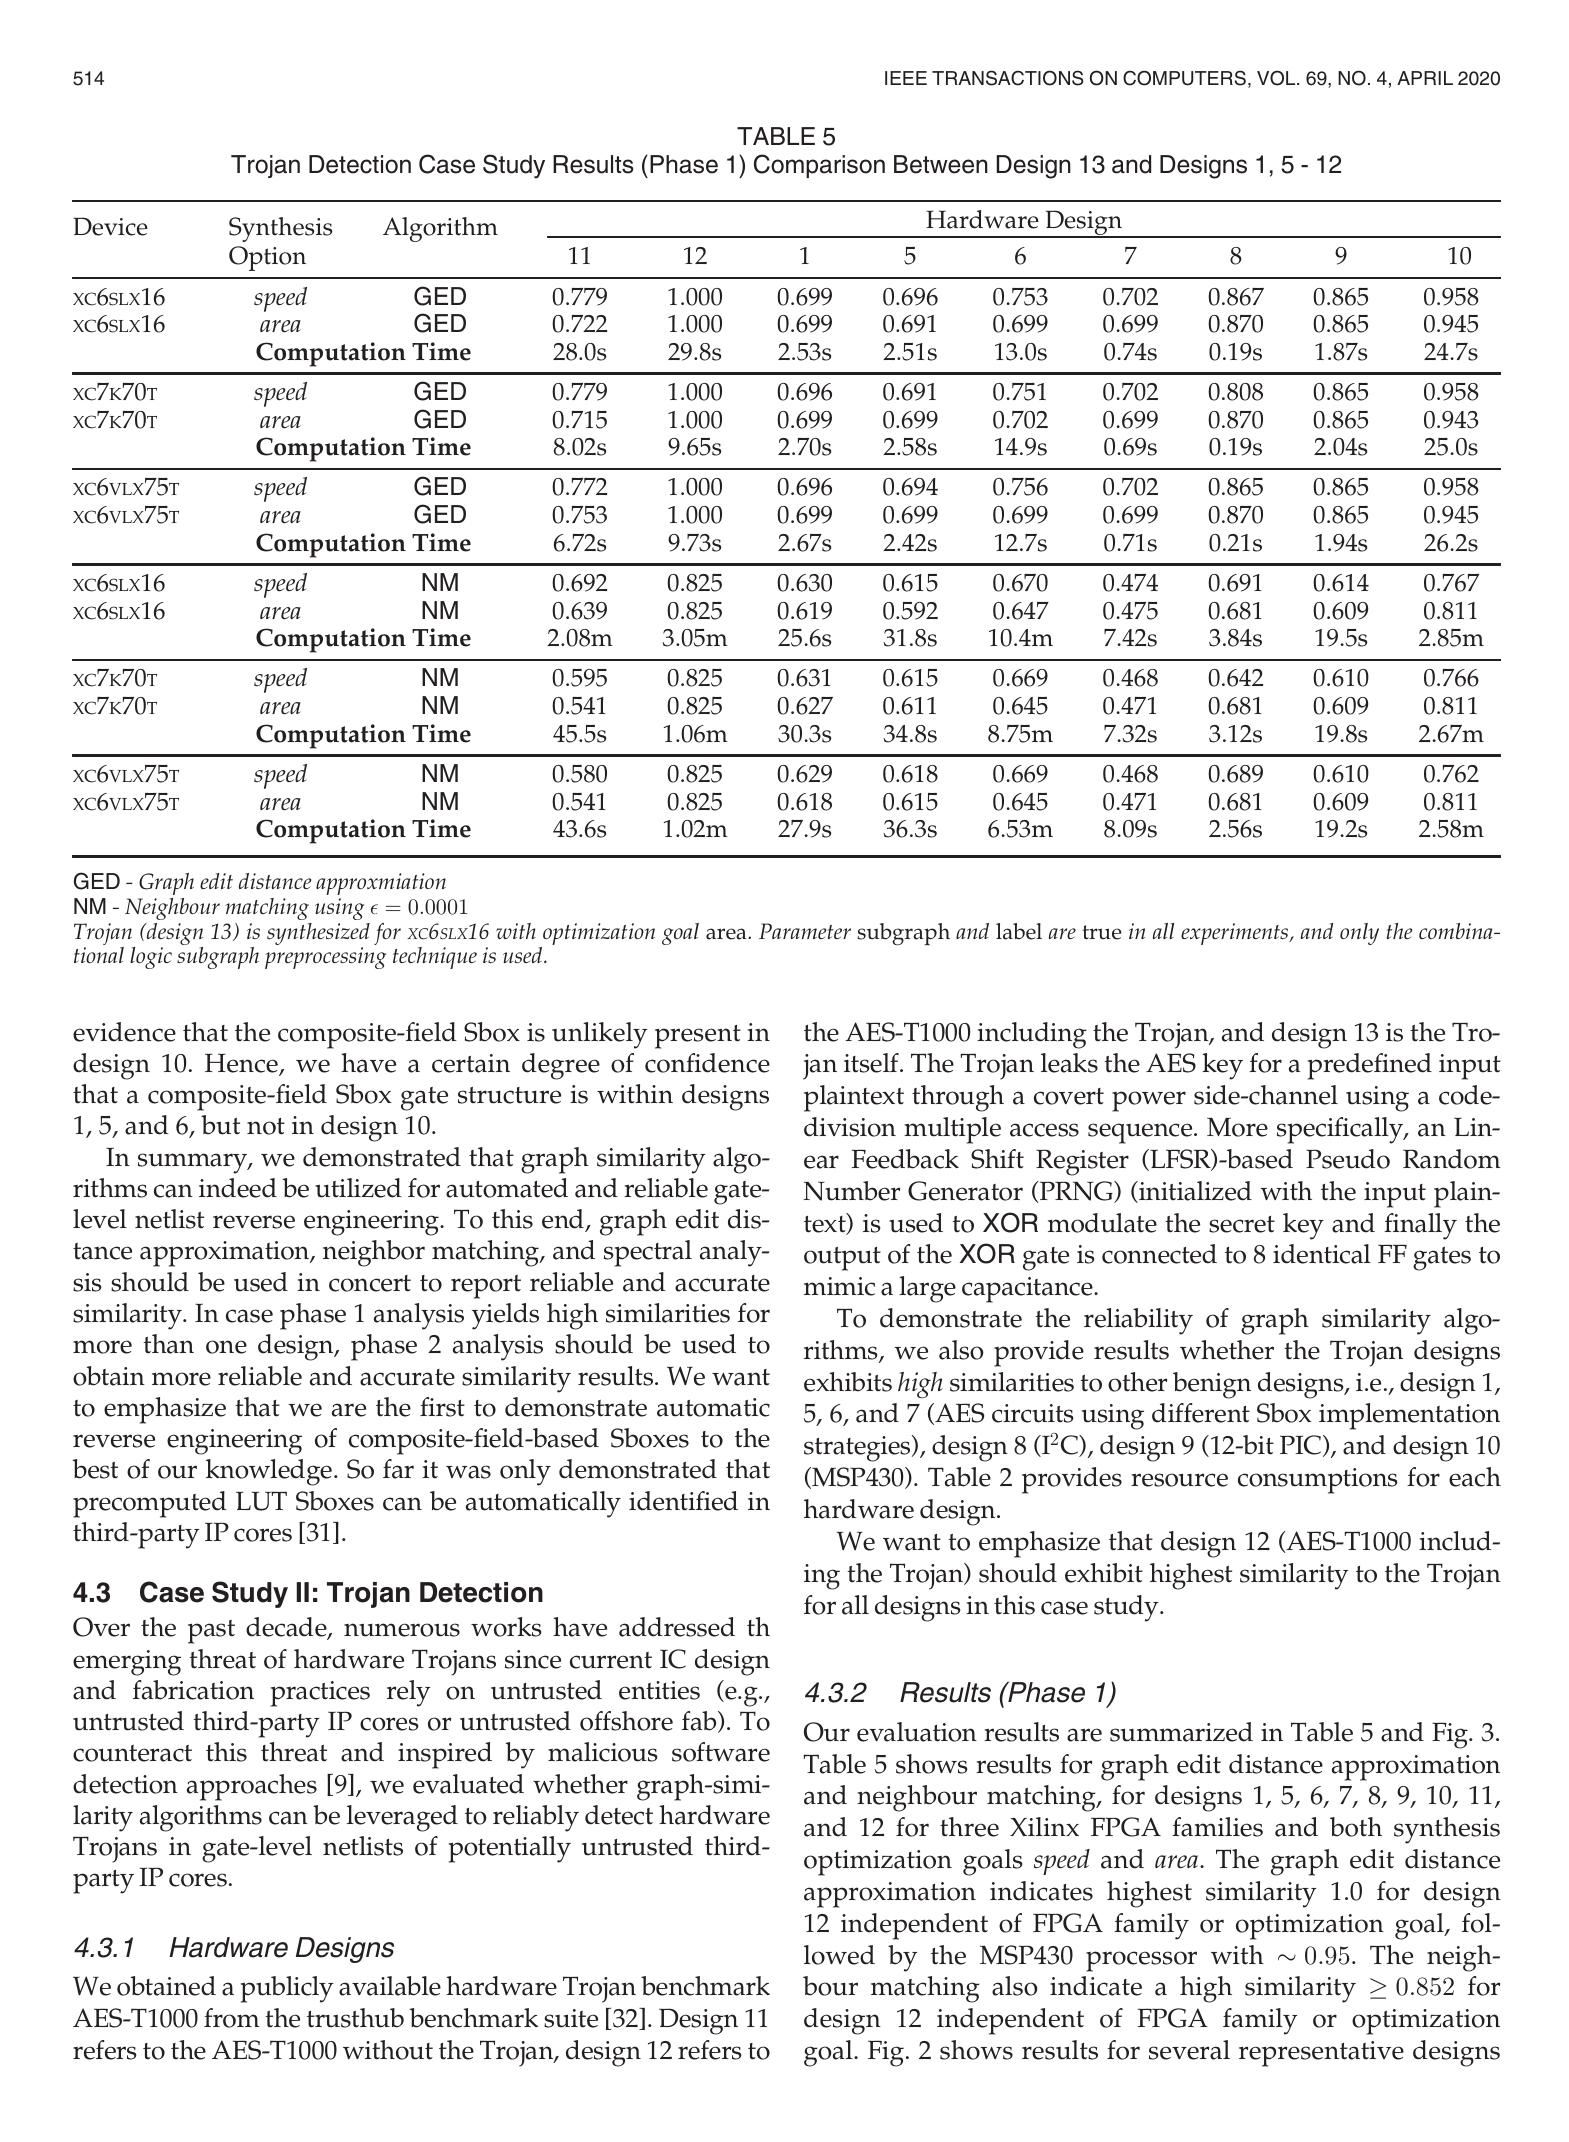 514
IEEE TRANSACTIONS ON COMPUTERS, VOL. 69, NO. 4, APRIL 2020
TABLE 5
Trojan Detection Case Study Results (Phase 1) Comparison Between Design 13 and Designs 1, 5 - 12
Device Synthesis Algorithm Hardware Design
Option 11 12 1 5 6 7 8 9 10
XC6SLX16 speed GED 0.779 1.000 0.699 0.696 0.753 0.702 0.867 0.865 0.958
XC6SLX16 area GED 0.722 1.000 0.699 0.691 0.699 0.699 0.870 0.865 0.945
Computation Time 28.0s 29.8s 2.53s 2.51s 13.0s 0.74s 0.19s 1.87s 24.7s
XC7K70T speed GED 0.779 1.000 0.696 0.691 0.751 0.702 0.808 0.865 0.958
XC7K70T area GED 0.715 1.000 0.699 0.699 0.702 0.699 0.870 0.865 0.943
Computation Time 8.02s 9.65s 2.70s 2.58s 14.9s 0.69s 0.19s 2.04s 25.0s
XC6VLX75T speed GED 0.772 1.000 0.696 0.694 0.756 0.702 0.865 0.865 0.958
XC6VLX75T area GED 0.753 1.000 0.699 0.699 0.699 0.699 0.870 0.865 0.945
Computation Time 6.72s 9.73s 2.67s 2.42s 12.7s 0.71s 0.21s 1.94s 26.2s
XC6SLX16 speed NM 0.692 0.825 0.630 0.615 0.670 0.474 0.691 0.614 0.767
XC6SLX16 area NM 0.639 0.825 0.619 0.592 0.647 0.475 0.681 0.609 0.811
Computation Time 2.08m 3.05m 25.6s 31.8s 10.4m 7.42s 3.84s 19.5s 2.85m
XC7K70T speed NM 0.595 0.825 0.631 0.615 0.669 0.468 0.642 0.610 0.766
XC7K70T area NM 0.541 0.825 0.627 0.611 0.645 0.471 0.681 0.609 0.811
Computation Time 45.5s 1.06m 30.3s 34.8s 8.75m 7.32s 3.12s 19.8s 2.67m
XC6VLX75T speed NM 0.580 0.825 0.629 0.618 0.669 0.468 0.689 0.610 0.762
XC6VLX75T area NM 0.541 0.825 0.618 0.615 0.645 0.471 0.681 0.609 0.811
Computation Time 43.6s 1.02m 27.9s 36.3s 6.53m 8.09s 2.56s 19.2s 2.58m
GED - Graph edit distance approxmiation
NM - Neighbour matching using ϵ = 0.0001
Trojan (design 13) is synthesized for XC6SLX16 with optimization goal area. Parameter subgraph and label are true in all experiments, and only the combina-
tional logic subgraph preprocessing technique is used.
evidence that the composite-field Sbox is unlikely present in
design 10. Hence, we have a certain degree of confidence
that a composite-field Sbox gate structure is within designs
1, 5, and 6, but not in design 10.
In summary, we demonstrated that graph similarity algo-
rithms can indeed be utilized for automated and reliable gate-
level netlist reverse engineering. To this end, graph edit dis-
tance approximation, neighbor matching, and spectral analy-
sis should be used in concert to report reliable and accurate
similarity. In case phase 1 analysis yields high similarities for
more than one design, phase 2 analysis should be used to
obtain more reliable and accurate similarity results. We want
to emphasize that we are the first to demonstrate automatic
reverse engineering of composite-field-based Sboxes to the
best of our knowledge. So far it was only demonstrated that
precomputed LUT Sboxes can be automatically identified in
third-party IP cores [31].
4.3 Case Study II: Trojan Detection
Over the past decade, numerous works have addressed th
emerging threat of hardware Trojans since current IC design
and fabrication practices rely on untrusted entities (e.g.,
untrusted third-party IP cores or untrusted offshore fab). To
counteract this threat and inspired by malicious software
detection approaches [9], we evaluated whether graph-simi-
larity algorithms can be leveraged to reliably detect hardware
Trojans in gate-level netlists of potentially untrusted third-
party IP cores.
4.3.1 Hardware Designs
We obtained a publicly available hardware Trojan benchmark
AES-T1000 from the trusthub benchmark suite [32]. Design 11
refers to the AES-T1000 without the Trojan, design 12 refers to
the AES-T1000 including the Trojan, and design 13 is the Tro-
jan itself. The Trojan leaks the AES key for a predefined input
plaintext through a covert power side-channel using a code-
division multiple access sequence. More specifically, an Lin-
ear Feedback Shift Register (LFSR)-based Pseudo Random
Number Generator (PRNG) (initialized with the input plain-
text) is used to XOR modulate the secret key and finally the
output of the XOR gate is connected to 8 identical FF gates to
mimic a large capacitance.
To demonstrate the reliability of graph similarity algo-
rithms, we also provide results whether the Trojan designs
exhibits high similarities to other benign designs, i.e., design 1,
5, 6, and 7 (AES circuits using different Sbox implementation
strategies), design 8 (I²C), design 9 (12-bit PIC), and design 10
(MSP430). Table 2 provides resource consumptions for each
hardware design.
We want to emphasize that design 12 (AES-T1000 includ-
ing the Trojan) should exhibit highest similarity to the Trojan
for all designs in this case study.
4.3.2 Results (Phase 1)
Our evaluation results are summarized in Table 5 and Fig. 3.
Table 5 shows results for graph edit distance approximation
and neighbour matching, for designs 1, 5, 6, 7, 8, 9, 10, 11,
and 12 for three Xilinx FPGA families and both synthesis
optimization goals speed and area. The graph edit distance
approximation indicates highest similarity 1.0 for design
12 independent of FPGA family or optimization goal, fol-
lowed by the MSP430 processor with ∼ 0.95. The neigh-
bour matching also indicate a high similarity ≥ 0.852 for
design 12 independent of FPGA family or optimization
goal. Fig. 2 shows results for several representative designs